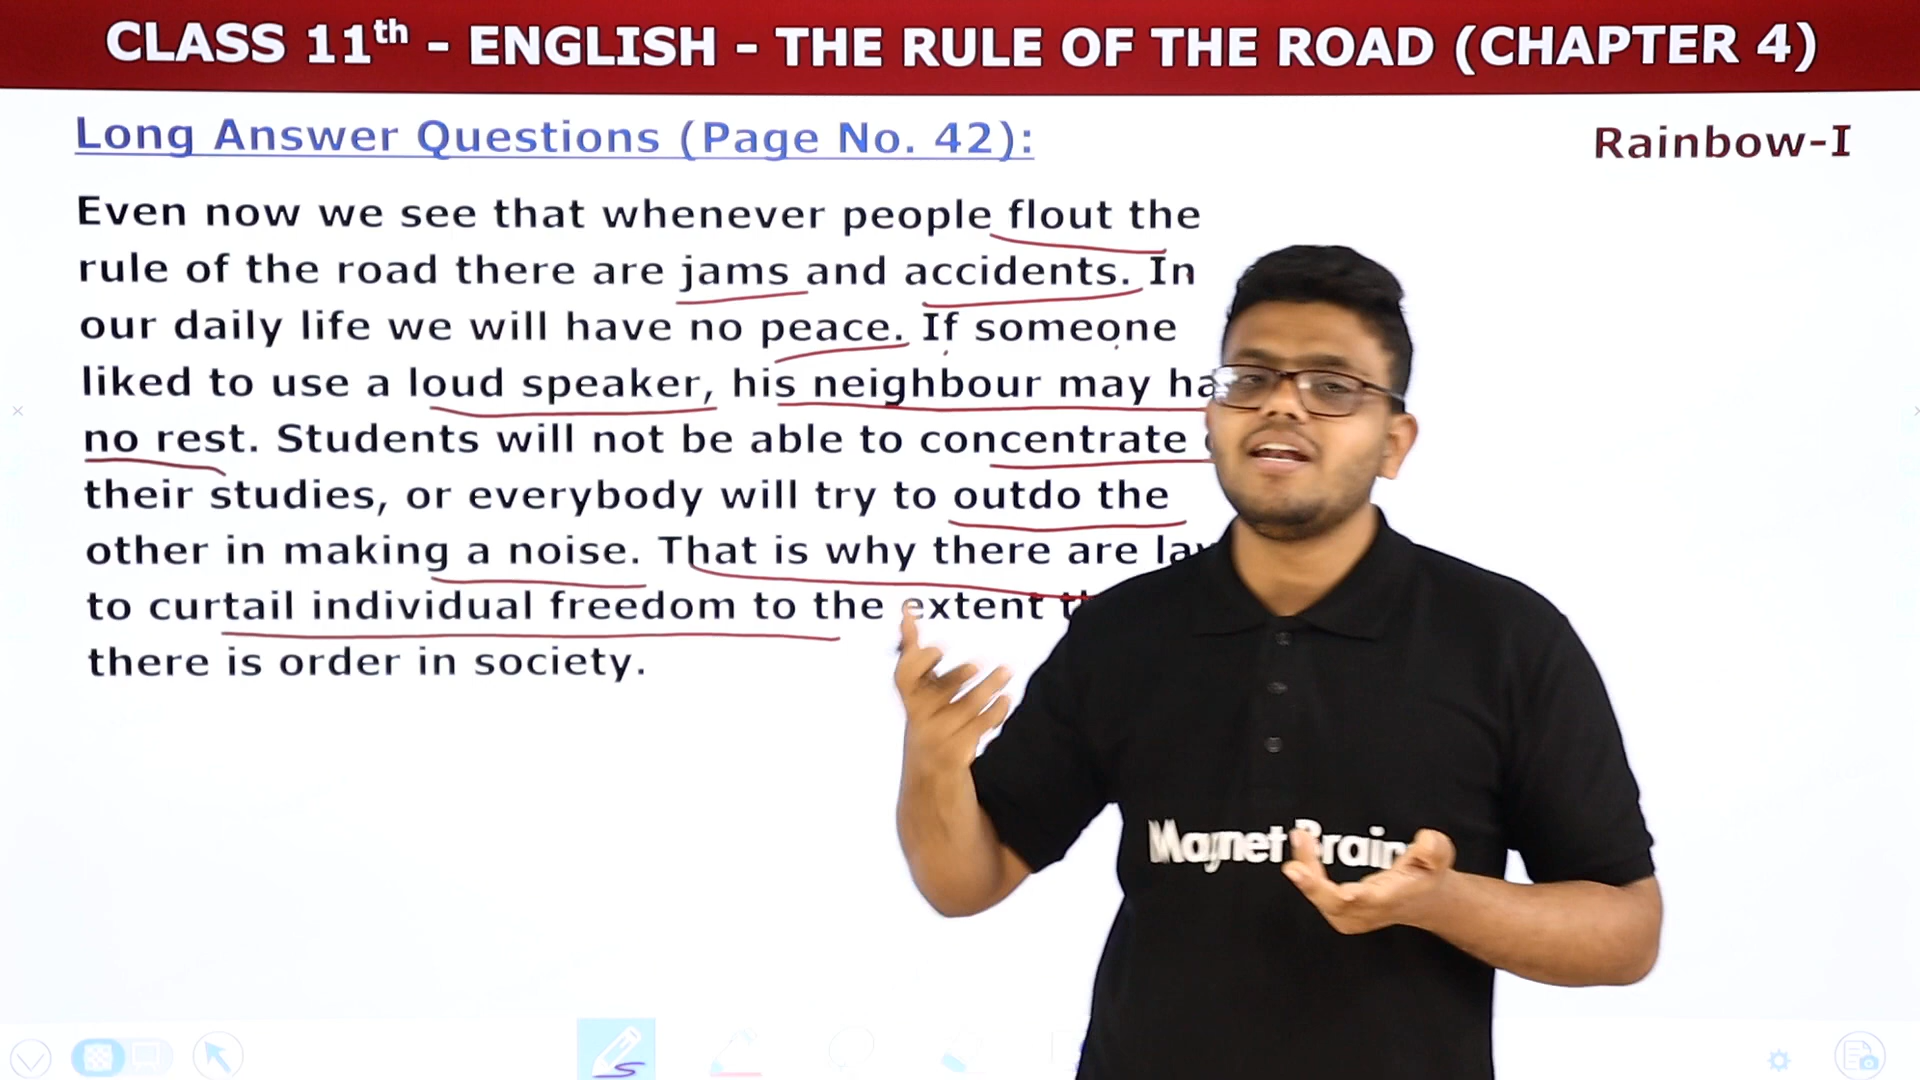 CLASS 11th - ENGLISH - THE RULE OF THE ROAD (CHAPTER 4)
Long Answer Questions (Page No. 42):
Rainbow-I
Even now we see that whenever people flout the
rule of the road there are jams and accidents. In
our daily life we will have no peace. If someone
liked to use a loud speaker, his neighbour may
no rest. Students will not be able to concentrate
their studies, or everybody will try to outdo the
other in making a noise. That is why there are
to curtail individual freedom to the extent
there is order in society.
Magnet Brain